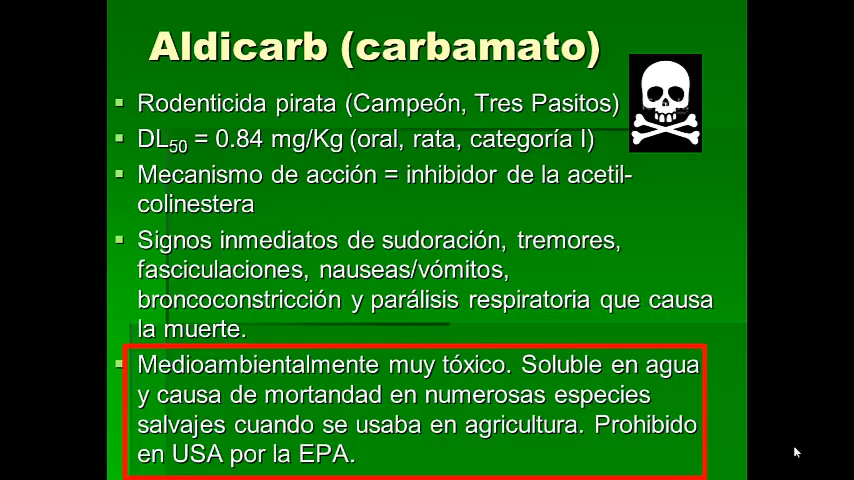 Aldicarb (carbamato)
Rodenticida pirata (Campeón, Tres Pasitos)
DL50 = 0.84 mg/Kg (oral, rata, categoría I)
Mecanismo de acción = inhibidor de la acetil-
colinestera
Signos inmediatos de sudoración, tremores,
fasciculaciones, nauseas/vómitos,
broncoconstricción y parálisis respiratoria que causa
la muerte.
Medioambientalmente muy tóxico. Soluble en agua
y causa de mortandad en numerosas especies
salvajes cuando se usaba en agricultura. Prohibido
en USA por la EPA.